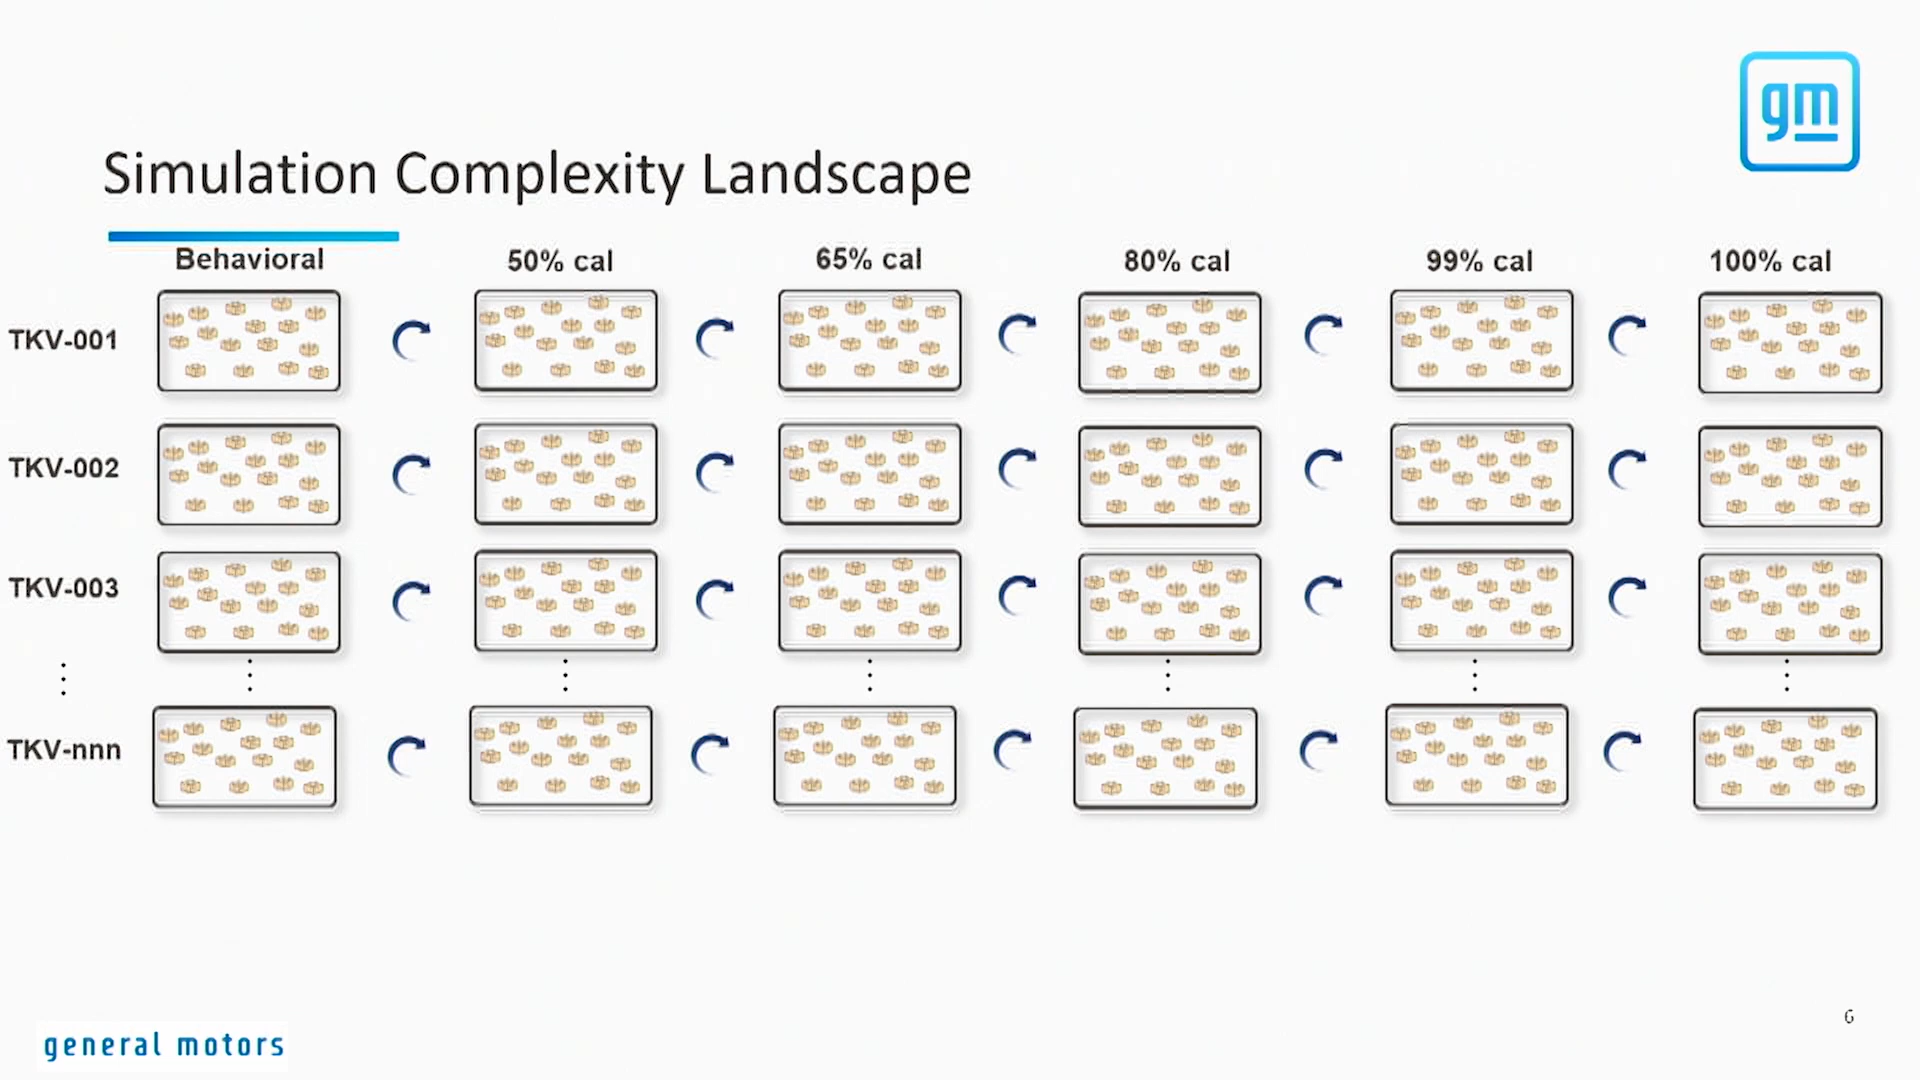 gm
Simulation Complexity Landscape
Behavioral 50% cal 65% cal 80% cal 99% cal 100% cal
TKV-001
TKV-002
TKV-003
TKV-nnn
6
general motors